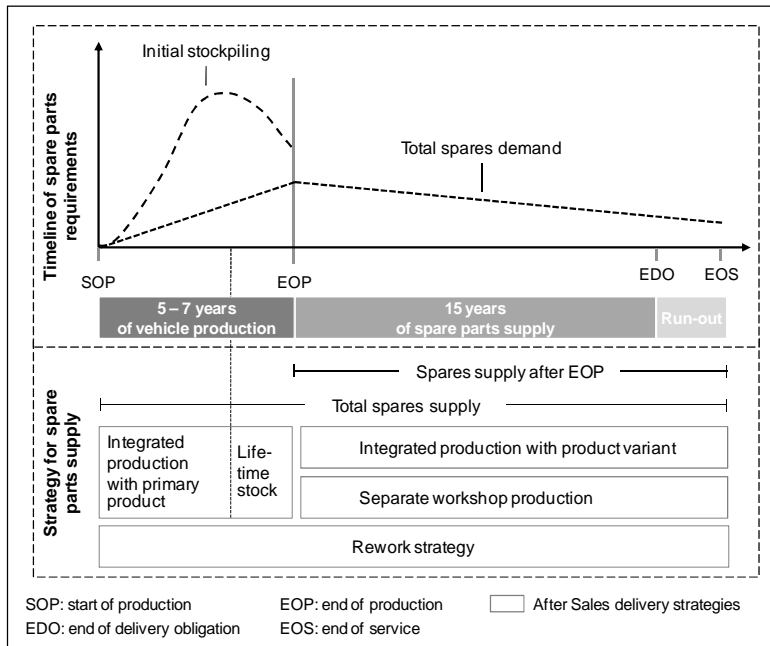 Timeline of spare parts
requirements
Initial stockpiling
Total spares demand
SOP
EOP
EDO
EOS
5 – 7 years
of vehicle production
15 years
of spare parts supply
Run-out
Strategy for spare
parts supply
Spares supply after EOP
Total spares supply
Integrated
production
with primary
product
Life-
time
stock
Integrated production with product variant
Separate workshop production
Rework strategy
SOP: start of production
EOP: end of production
After Sales delivery strategies
EDO: end of delivery obligation
EOS: end of service